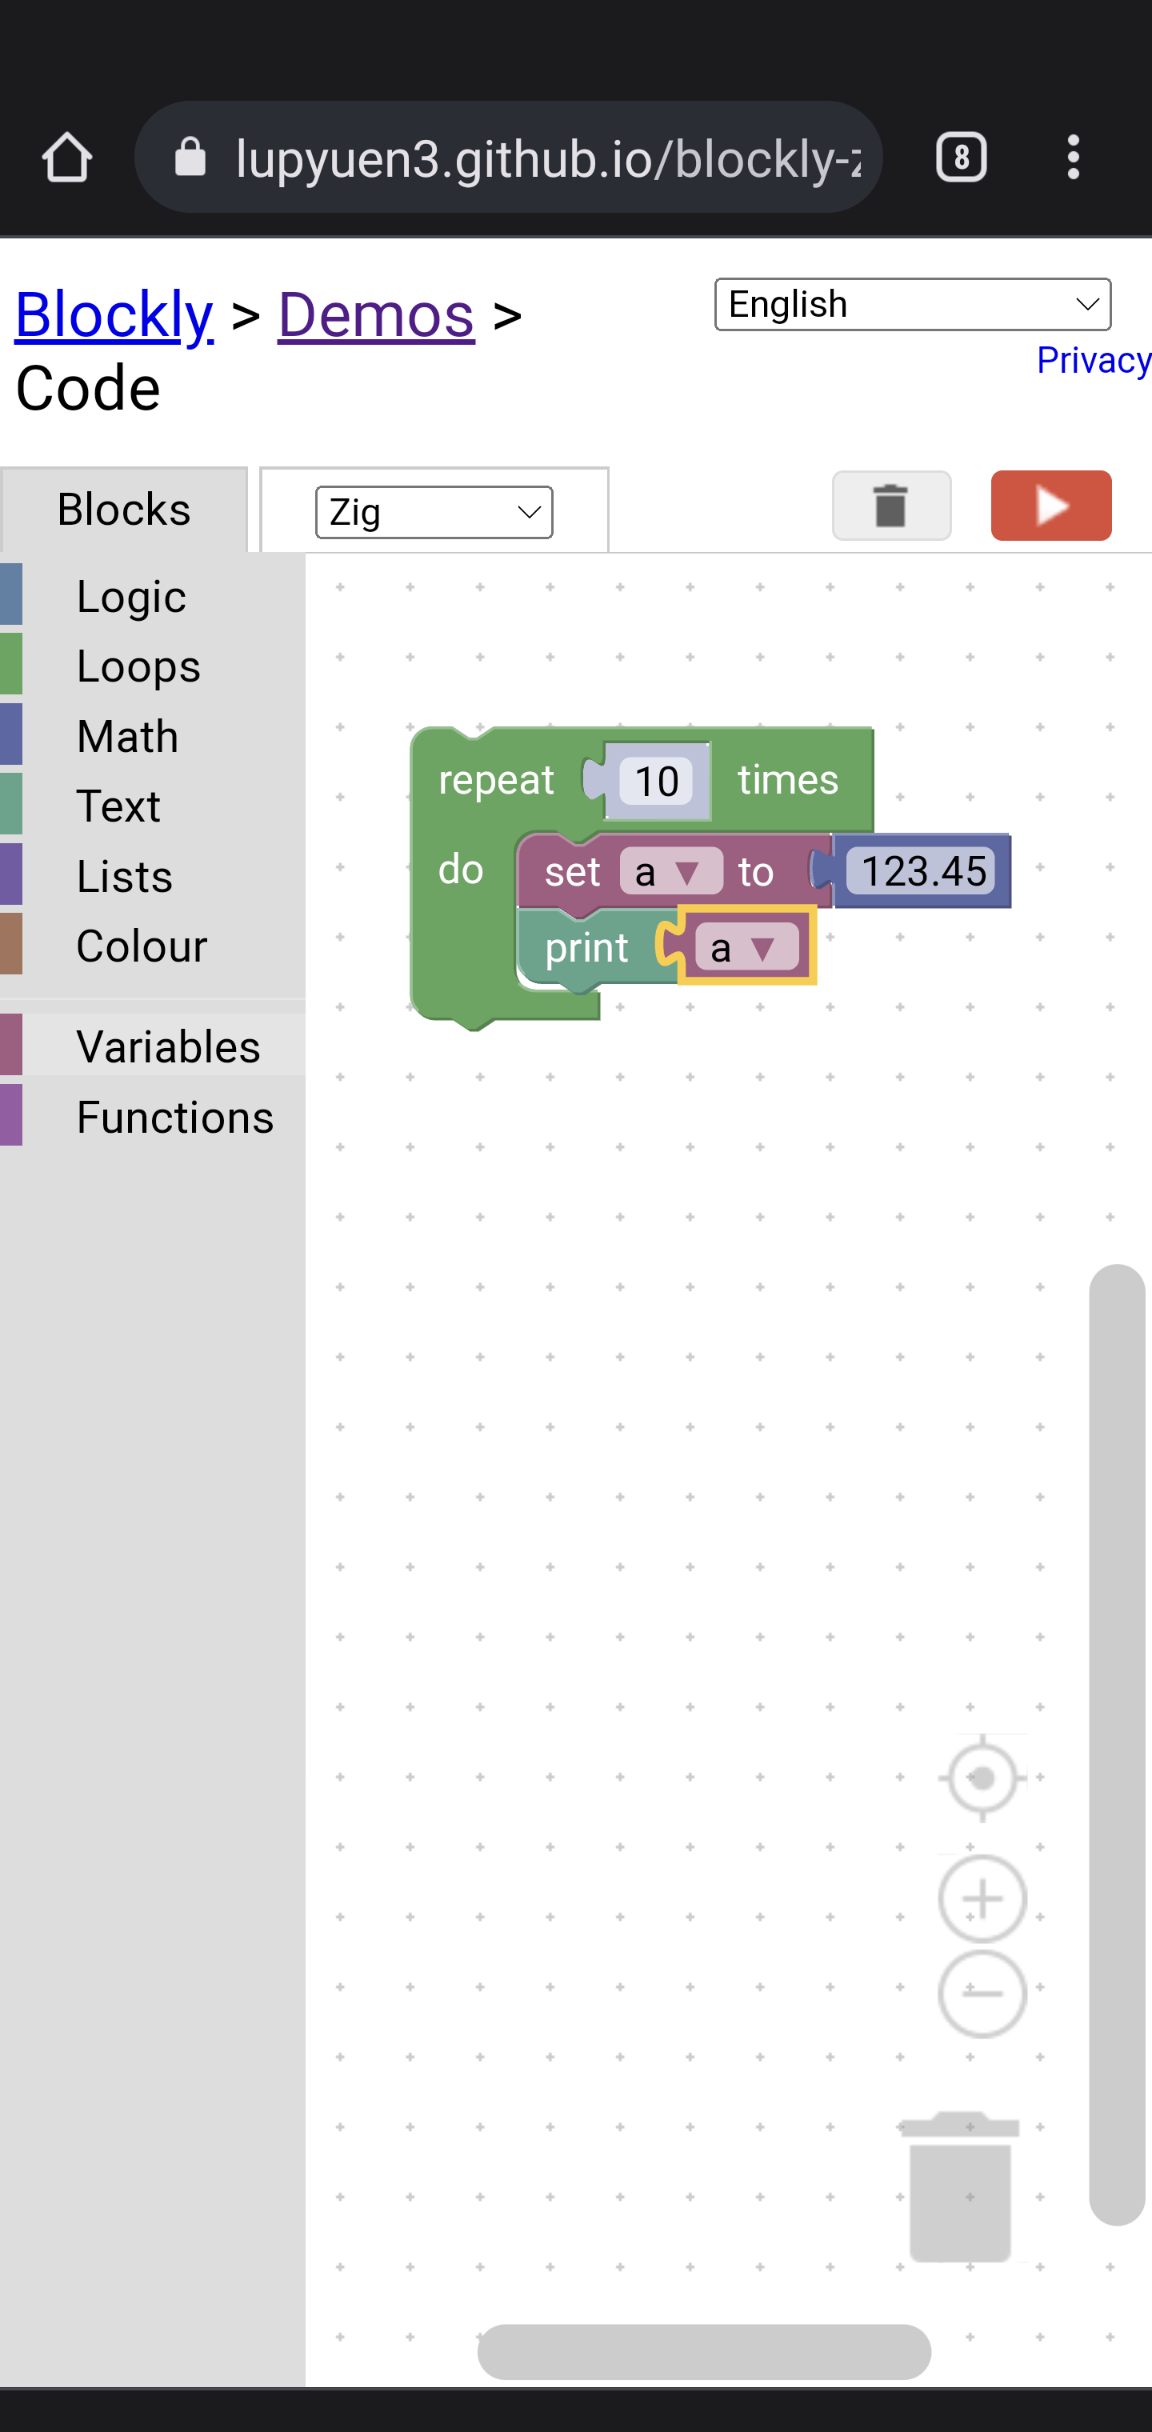 lupyuen3.github.io/blockly-z
8
Blockly > Demos >
Code
English
Privacy
Blocks
Zig
Logic
Loops
Math
Text
Lists
Colour
Variables
Functions
repeat 10 times
do set a ▼ to 123.45
print a ▼